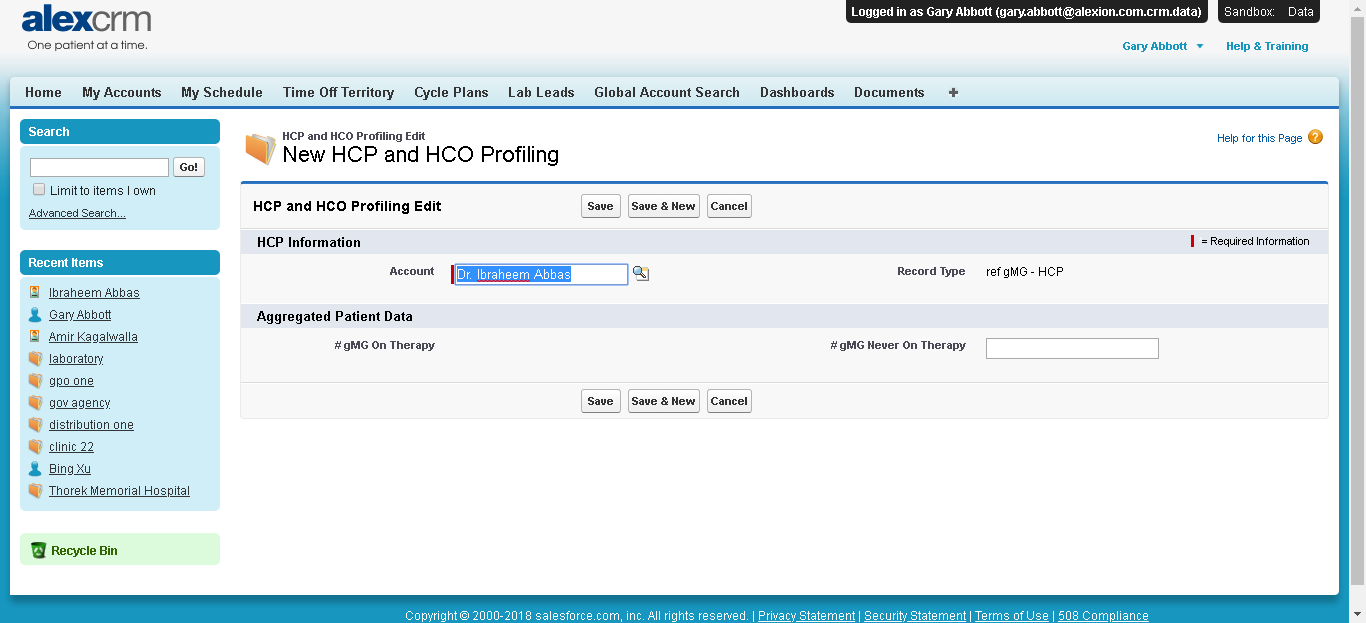 alexcrm
One patient at a time.
Logged in as Gary Abbott (gary.abbott@alexion.com.crm.data)
Sandbox: Data
Gary Abbott
Help & Training
Home My Accounts My Schedule Time Off Territory Cycle Plans Lab Leads Global Account Search Dashboards Documents +
Search
Go!
Limit to items I own
Advanced Search...
Recent Items
Ibraheem Abbas
Gary Abbott
Amir Kagalwalla
laboratory
gpo one
gov agency
distribution one
clinic 22
Bing Xu
Thorek Memorial Hospital
Recycle Bin
HCP and HCO Profiling Edit
New HCP and HCO Profiling
Help for this Page ?
HCP and HCO Profiling Edit
Save Save & New Cancel
HCP Information
= Required Information
Account Dr. Ibraheem Abbas
Record Type ref gMG - HCP
Aggregated Patient Data
# gMG On Therapy
# gMG Never On Therapy
Save Save & New Cancel
Copyright © 2000-2018 salesforce.com, inc. All rights reserved. | Privacy Statement | Security Statement | Terms of Use | 508 Compliance